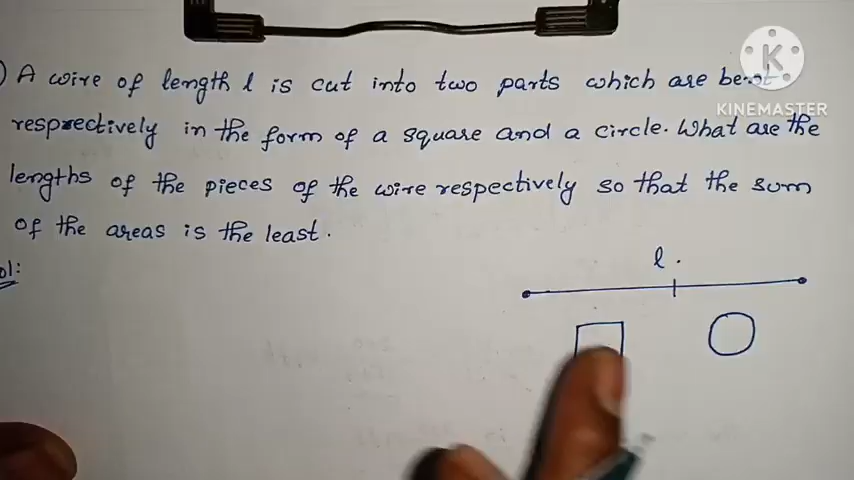 ) A wire of length l is cut into two parts which are bent
respectively in the form of a square and a circle. What are the
lengths of the pieces of the wire respectively so that the sum
of the areas is the least.
ol:
l .
K
KINEMASTER